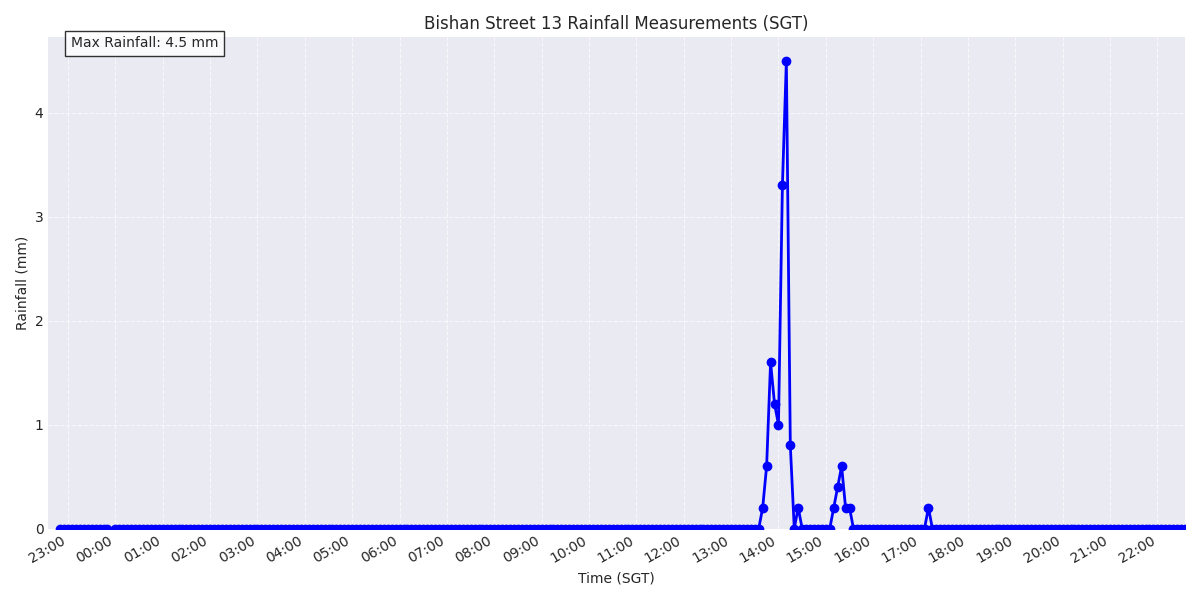 Bishan Street 13 Rainfall Measurements (SGT)
Max Rainfall: 4.5 mm
Rainfall (mm)
4
3
2
1
0
23:00 00:00 01:00 02:00 03:00 04:00 05:00 06:00 07:00 08:00 09:00 10:00 11:00 12:00 13:00 14:00 15:00 16:00 17:00 18:00 19:00 20:00 21:00 22:00
Time (SGT)